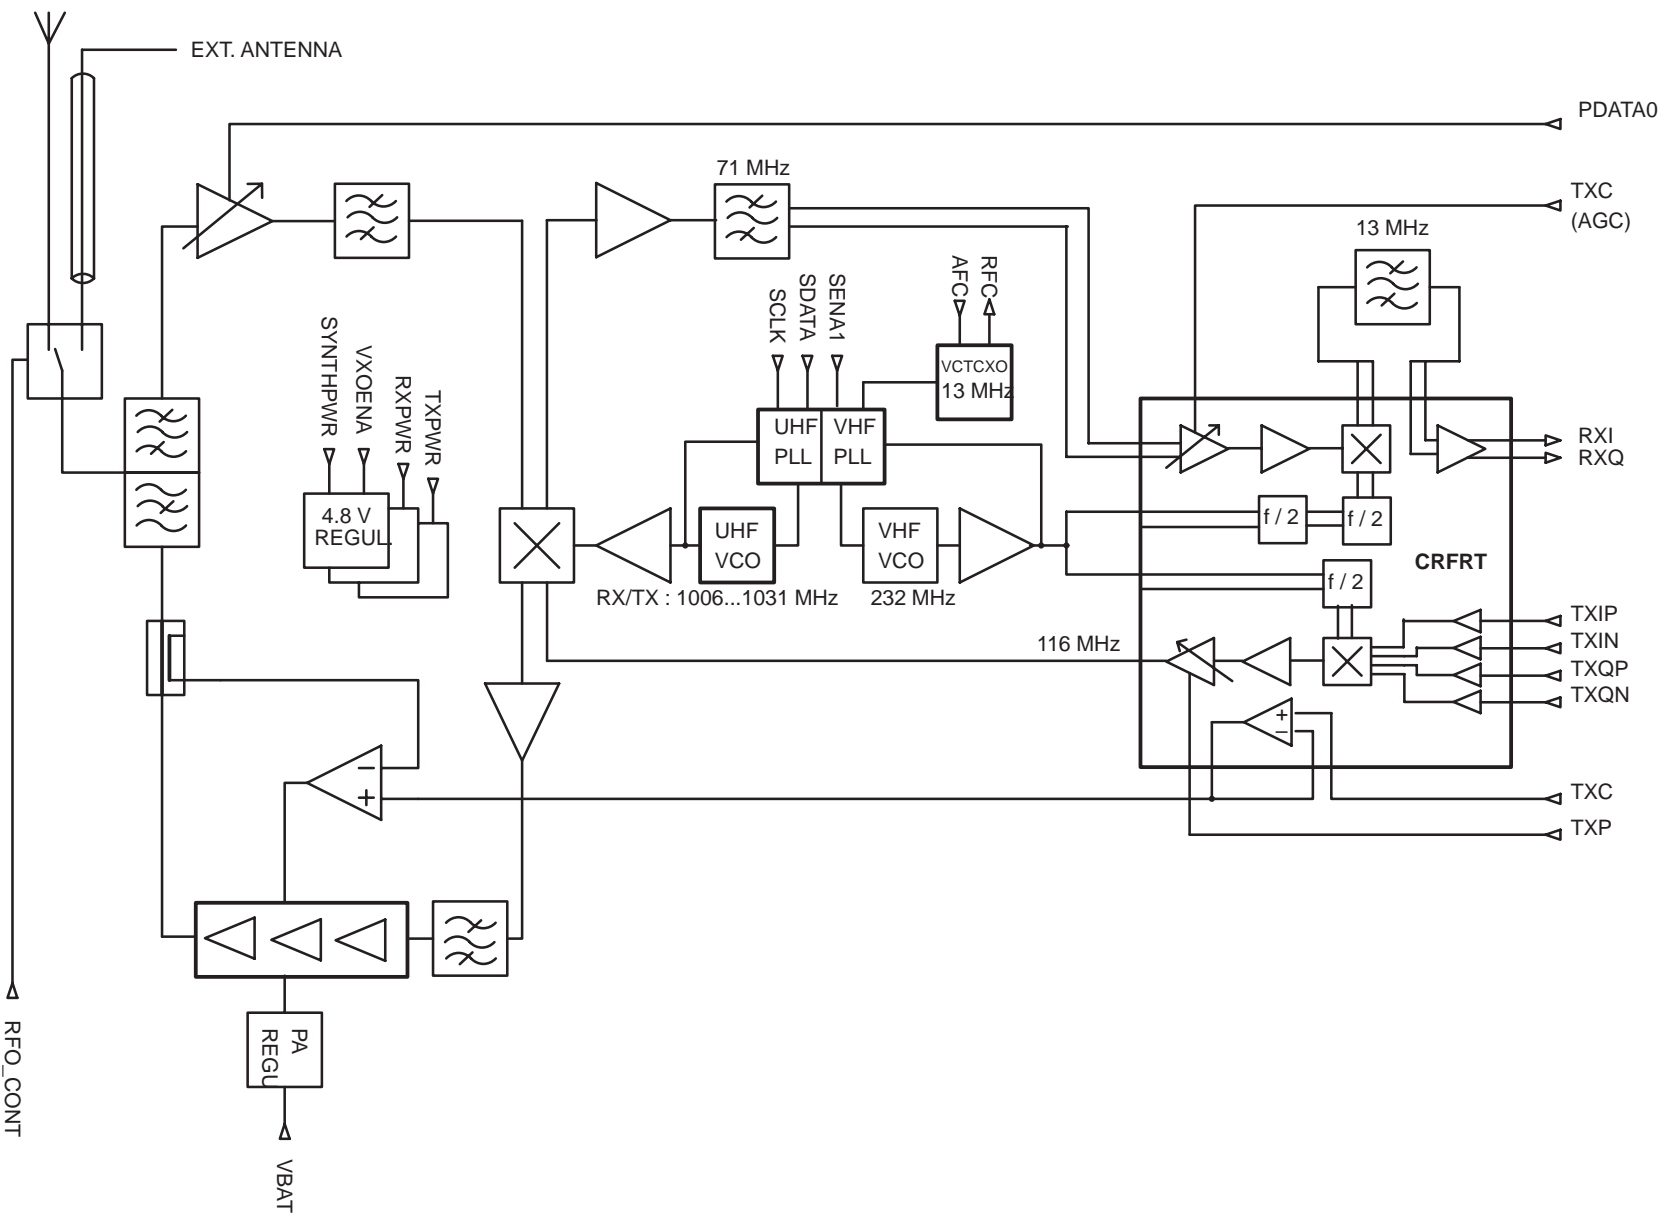 EXT. ANTENNA
PDATA0
71 MHz
TXC
(AGC)
13 MHz
SCLK
SDATA
SENA1
AFC
RFC
SYNTHPWR
VXOENA
RXPWR
TXPWR
VCTCXO
13 MHz
UHF
PLL
VHF
PLL
RXI
RXQ
4.8 V
REGUL.
UHF
VCO
VHF
VCO
f / 2
f / 2
CRFRT
RX/TX : 1006...1031 MHz
232 MHz
f / 2
TXIP
TXIN
TXQP
TXQN
116 MHz
+
−
−
+
TXC
TXP
PA
REGU
RFO_CONT
VBAT